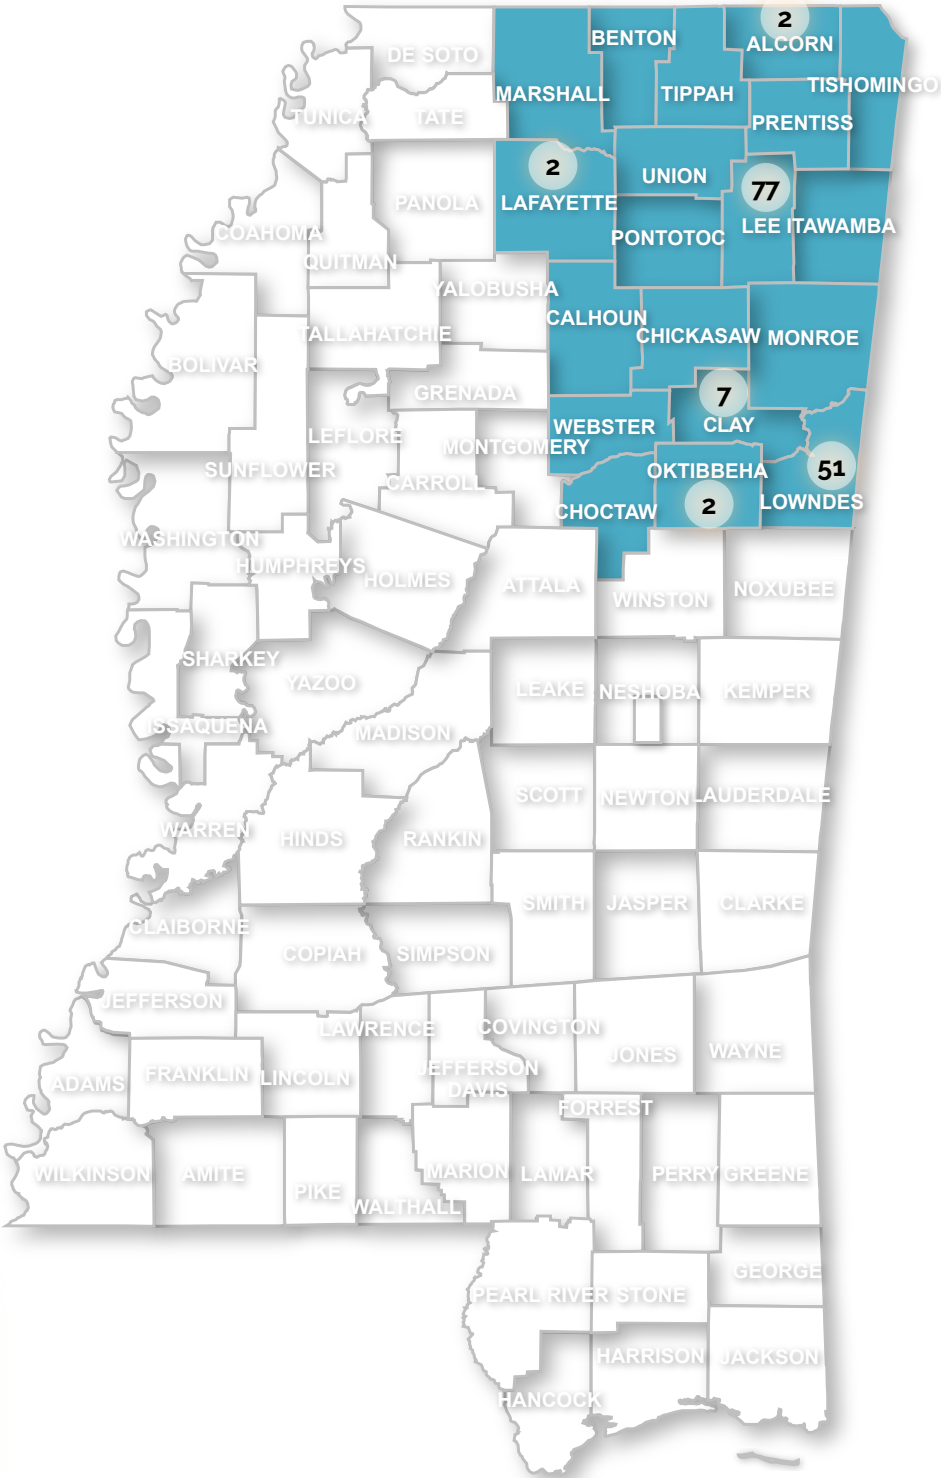 2
ALCORN
BENTON
DE SOTO
TISHOMINGO
MARSHALL
TIPPAH
TUNICA
TATE
PRENTISS
2
UNION
77
LAFAYETTE
PANOLA
LEE
ITAWAMBA
COAHOMA
PONTOTOC
QUITMAN
YALOBUSHA
CALHOUN
TALLAHATCHIE
CHICKASAW
MONROE
BOLIVAR
GRENADA
7
CLAY
WEBSTER
LEFLORE
MONTGOMERY
SUNFLOWER
OKTIBBEHA
51
CARROLL
LOWNDES
2
CHOCTAW
WASHINGTON
HUMPHREYS
HOLMES
ATTALA
NOXUBEE
WINSTON
SHARKEY
YAZOO
LEAKE
NESHOBA
KEMPER
ISSAQUENA
MADISON
SCOTT
NEWTON
LAUDERDALE
WARREN
HINDS
RANKIN
SMITH
JASPER
CLARKE
CLAIBORNE
COPIAH
SIMPSON
JEFFERSON
LAWRENCE
COVINGTON
JONES
WAYNE
JEFFERSON
DAVIS
ADAMS
FRANKLIN
LINCOLN
FORREST
WILKINSON
AMITE
MARION
LAMAR
PERRY
GREENE
PIKE
WALTHALL
GEORGE
PEARL RIVER
STONE
HARRISON
JACKSON
HANCOCK